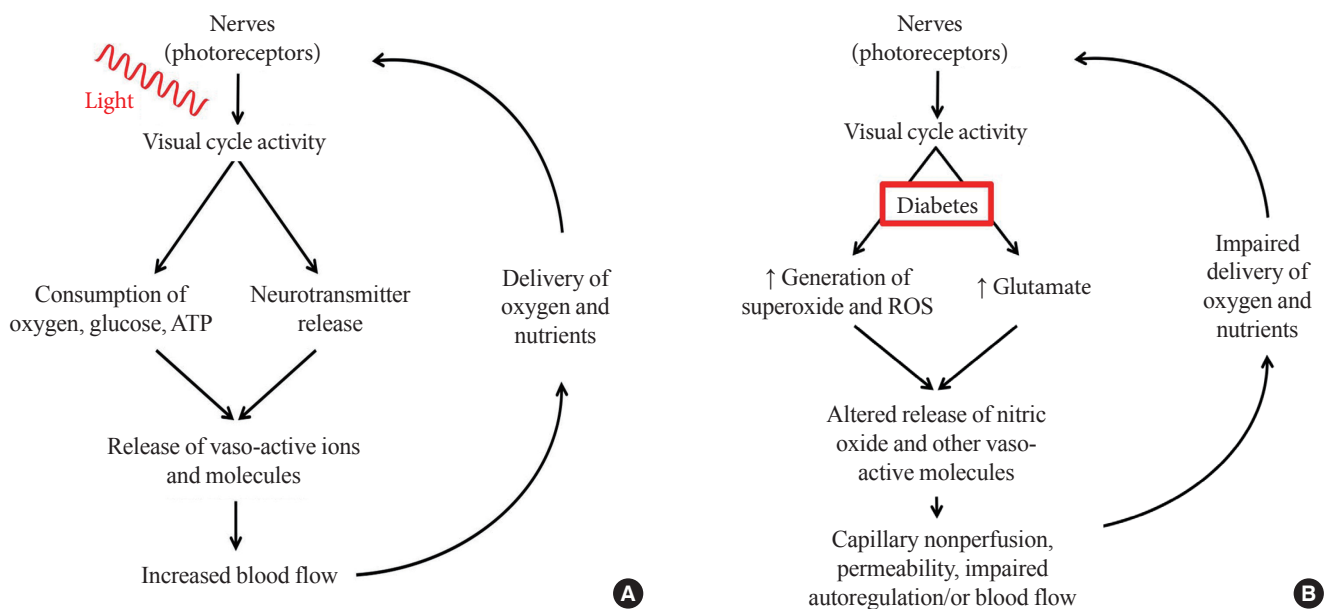 Nerves
(photoreceptors)
Light
Visual cycle activity
Consumption of
oxygen, glucose, ATP
Neurotransmitter
release
Delivery of
oxygen and
nutrients
Release of vaso-active ions
and molecules
Increased blood flow
A
Nerves
(photoreceptors)
Visual cycle activity
Diabetes
↑ Generation of
superoxide and ROS
↑ Glutamate
Impaired
delivery of
oxygen and
nutrients
Altered release of nitric
oxide and other vaso-
active molecules
Capillary nonperfusion,
permeability, impaired
autoregulation/or blood flow
B